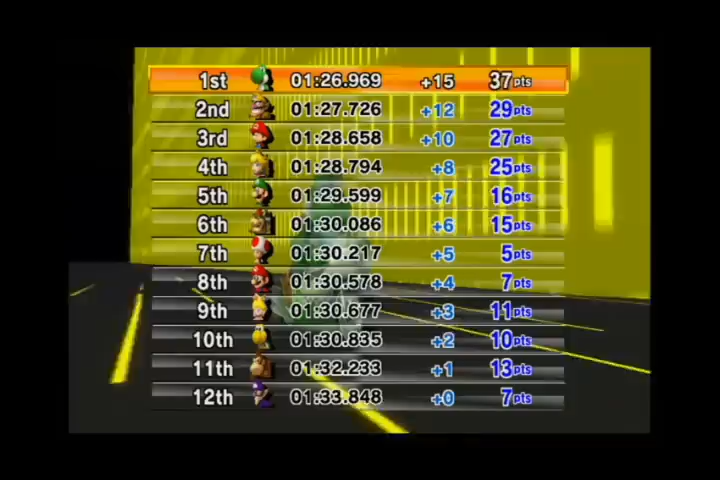 1st 01:26.969 +15 37pts
2nd 01:27.726 +12 29pts
3rd 01:28.658 +10 27pts
4th 01:28.794 +8 25pts
5th 01:29.599 +7 16pts
6th 01:30.086 +6 15pts
7th 01:30.217 +5 5pts
8th 01:30.578 +4 7pts
9th 01:30.677 +3 11pts
10th 01:30.835 +2 10pts
11th 01:32.233 +1 13pts
12th 01:33.848 +0 7pts